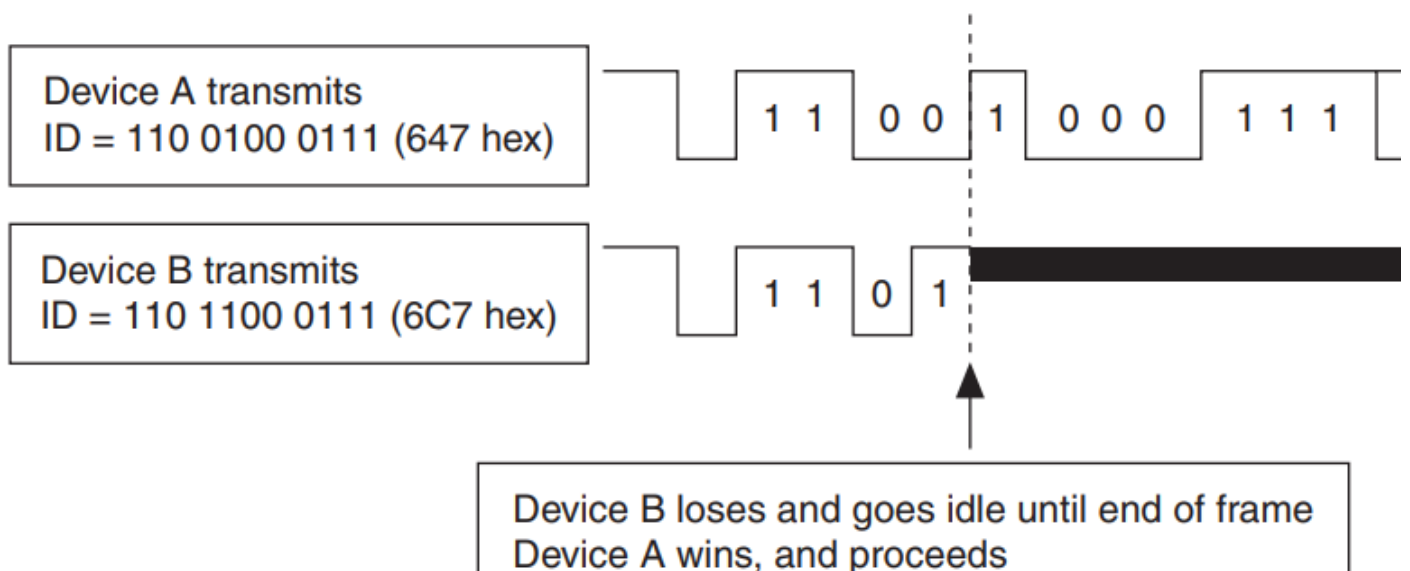 Device A transmits
ID = 110 0100 0111 (647 hex)
1 1 0 0 1 0 0 0 1 1 1
Device B transmits
ID = 110 1100 0111 (6C7 hex)
1 1 0 1
Device B loses and goes idle until end of frame
Device A wins, and proceeds